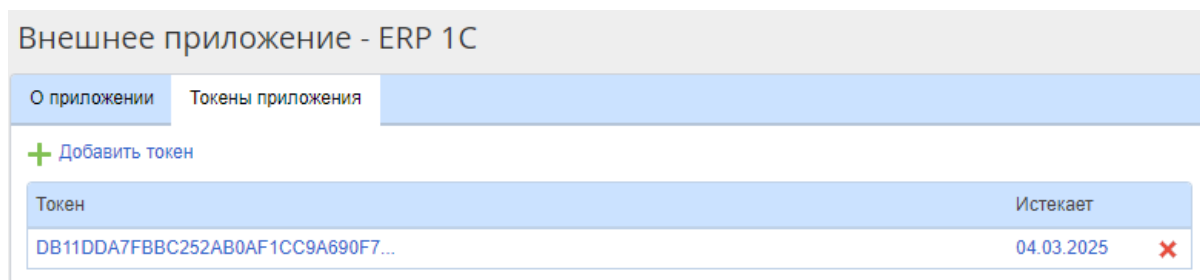 Внешнее приложение - ERP 1C
О приложении Токены приложения
Добавить токен
Токен Истекает
DB11DDA7FBBC252AB0AF1CC9A690F7... 04.03.2025